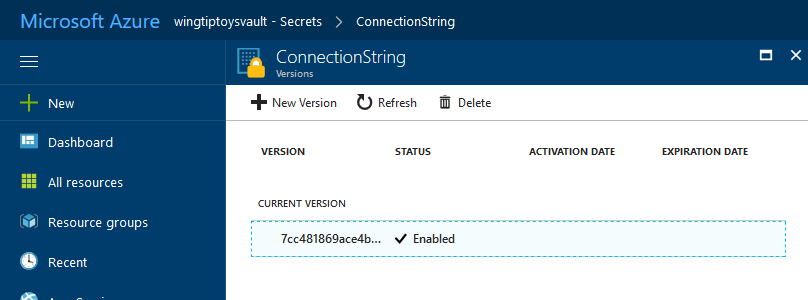 Microsoft Azure wingtiptoysvault - Secrets > ConnectionString
ConnectionString
Versions
New
New Version Refresh Delete
Dashboard
All resources
Resource groups
Recent
VERSION STATUS ACTIVATION DATE EXPIRATION DATE
CURRENT VERSION
7cc481869ace4b... Enabled